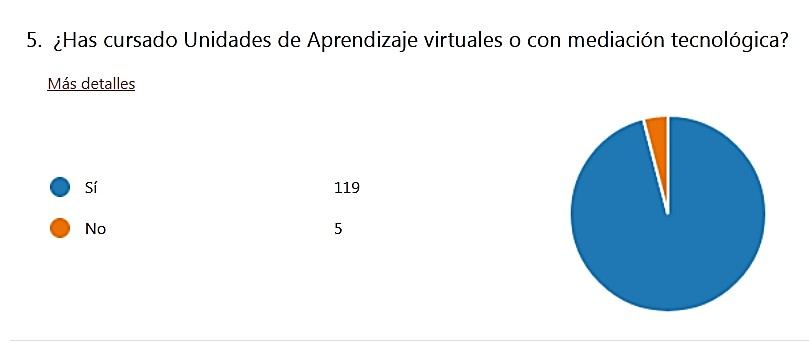 5. ¿Has cursado Unidades de Aprendizaje virtuales o con mediación tecnológica?
Más detalles
Sí 119
No 5